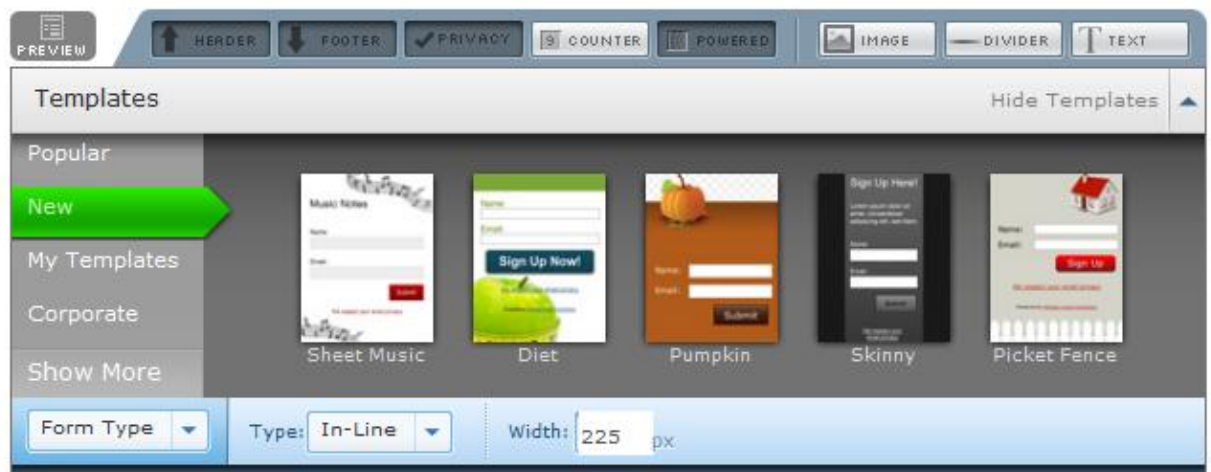 PREVIEW
HEADER
FOOTER
PRIVACY
9 COUNTER
POWERED
IMAGE
DIVIDER
T TEXT
Templates
Hide Templates
Popular
New
My Templates
Corporate
Show More
Music Notes
Name
Email
Submit
Sheet Music
Name:
Email:
Sign Up Now!
Diet
Name:
Email:
Submit
Pumpkin
Sign Up Here!
Name
Email
Submit
Skinny
Name:
Email:
Sign Up
Picket Fence
Form Type
Type: In-Line
Width: 225 px